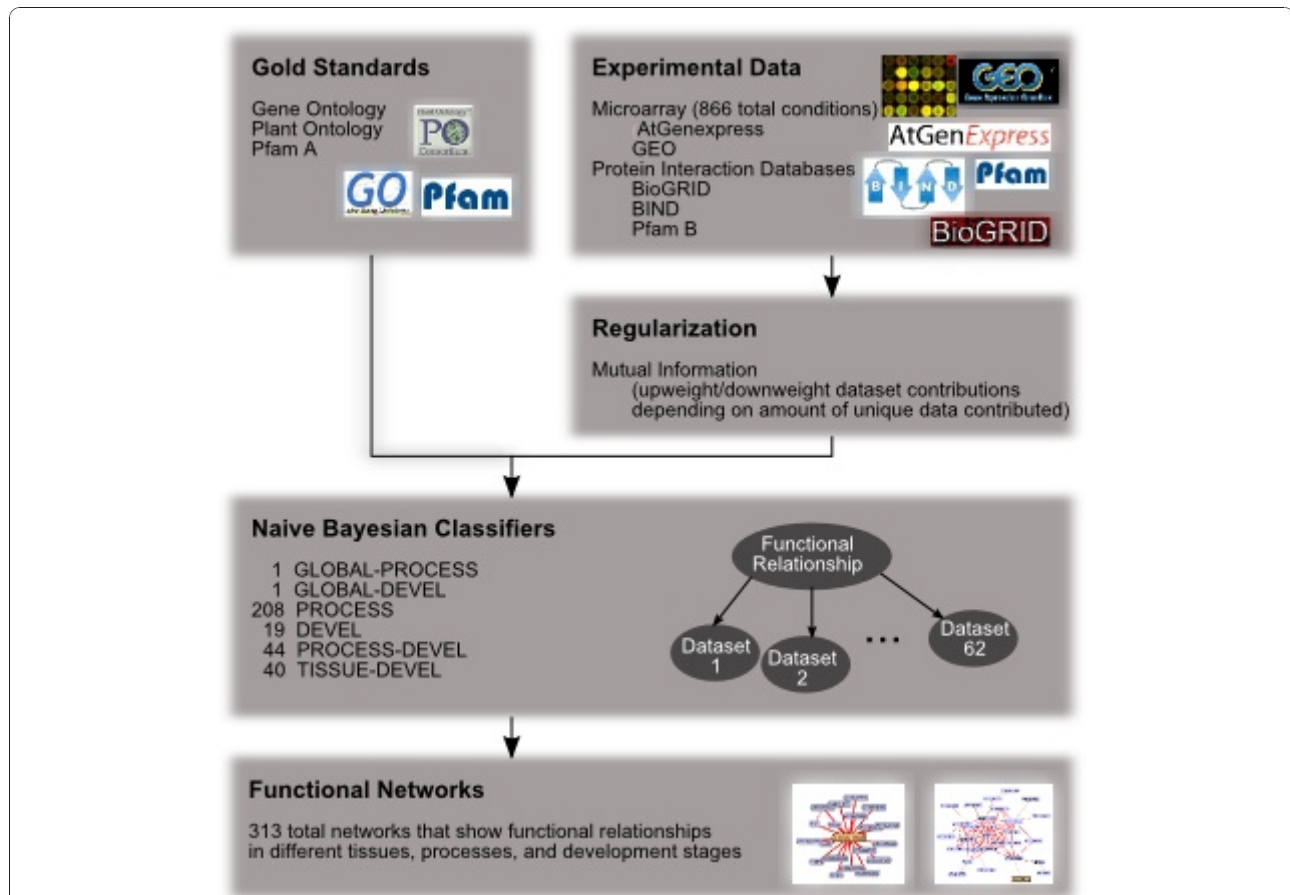 Gold Standards
Gene Ontology
Plant Ontology
Pfam A
PO
Consortium
GO
Pfam
Experimental Data
Microarray (866 total conditions)
AtGenexpress
GEO
Protein Interaction Databases
BioGRID
BIND
Pfam B
GEO
AtGenExpress
B I N D
Pfam
BioGRID
Regularization
Mutual Information
(upweight/downweight dataset contributions
depending on amount of unique data contributed)
Naive Bayesian Classifiers
1 GLOBAL-PROCESS
1 GLOBAL-DEVEL
208 PROCESS
19 DEVEL
44 PROCESS-DEVEL
40 TISSUE-DEVEL
Functional
Relationship
Dataset
1
Dataset
2
...
Dataset
62
Functional Networks
313 total networks that show functional relationships
in different tissues, processes, and development stages